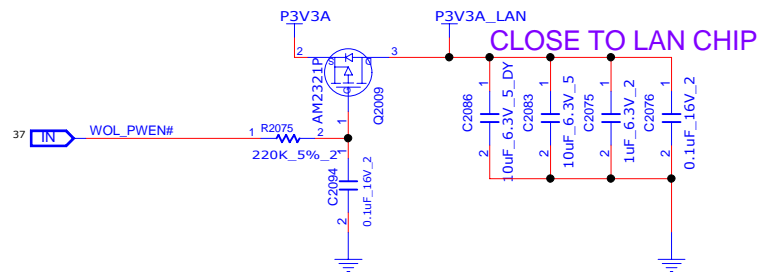 P3V3A
P3V3A_LAN
CLOSE TO LAN CHIP
2
3
S
D
G
AM2321P
Q2009
1
37
IN
WOL_PWEN#
1
R2075
2
220K_5%_2
1
C2094
0.1uF_16V_2
2
1
C2086
10uF_6.3V_5_DY
2
1
C2083
10uF_6.3V_5
2
1
C2075
1uF_6.3V_2
2
1
C2076
0.1uF_16V_2
2